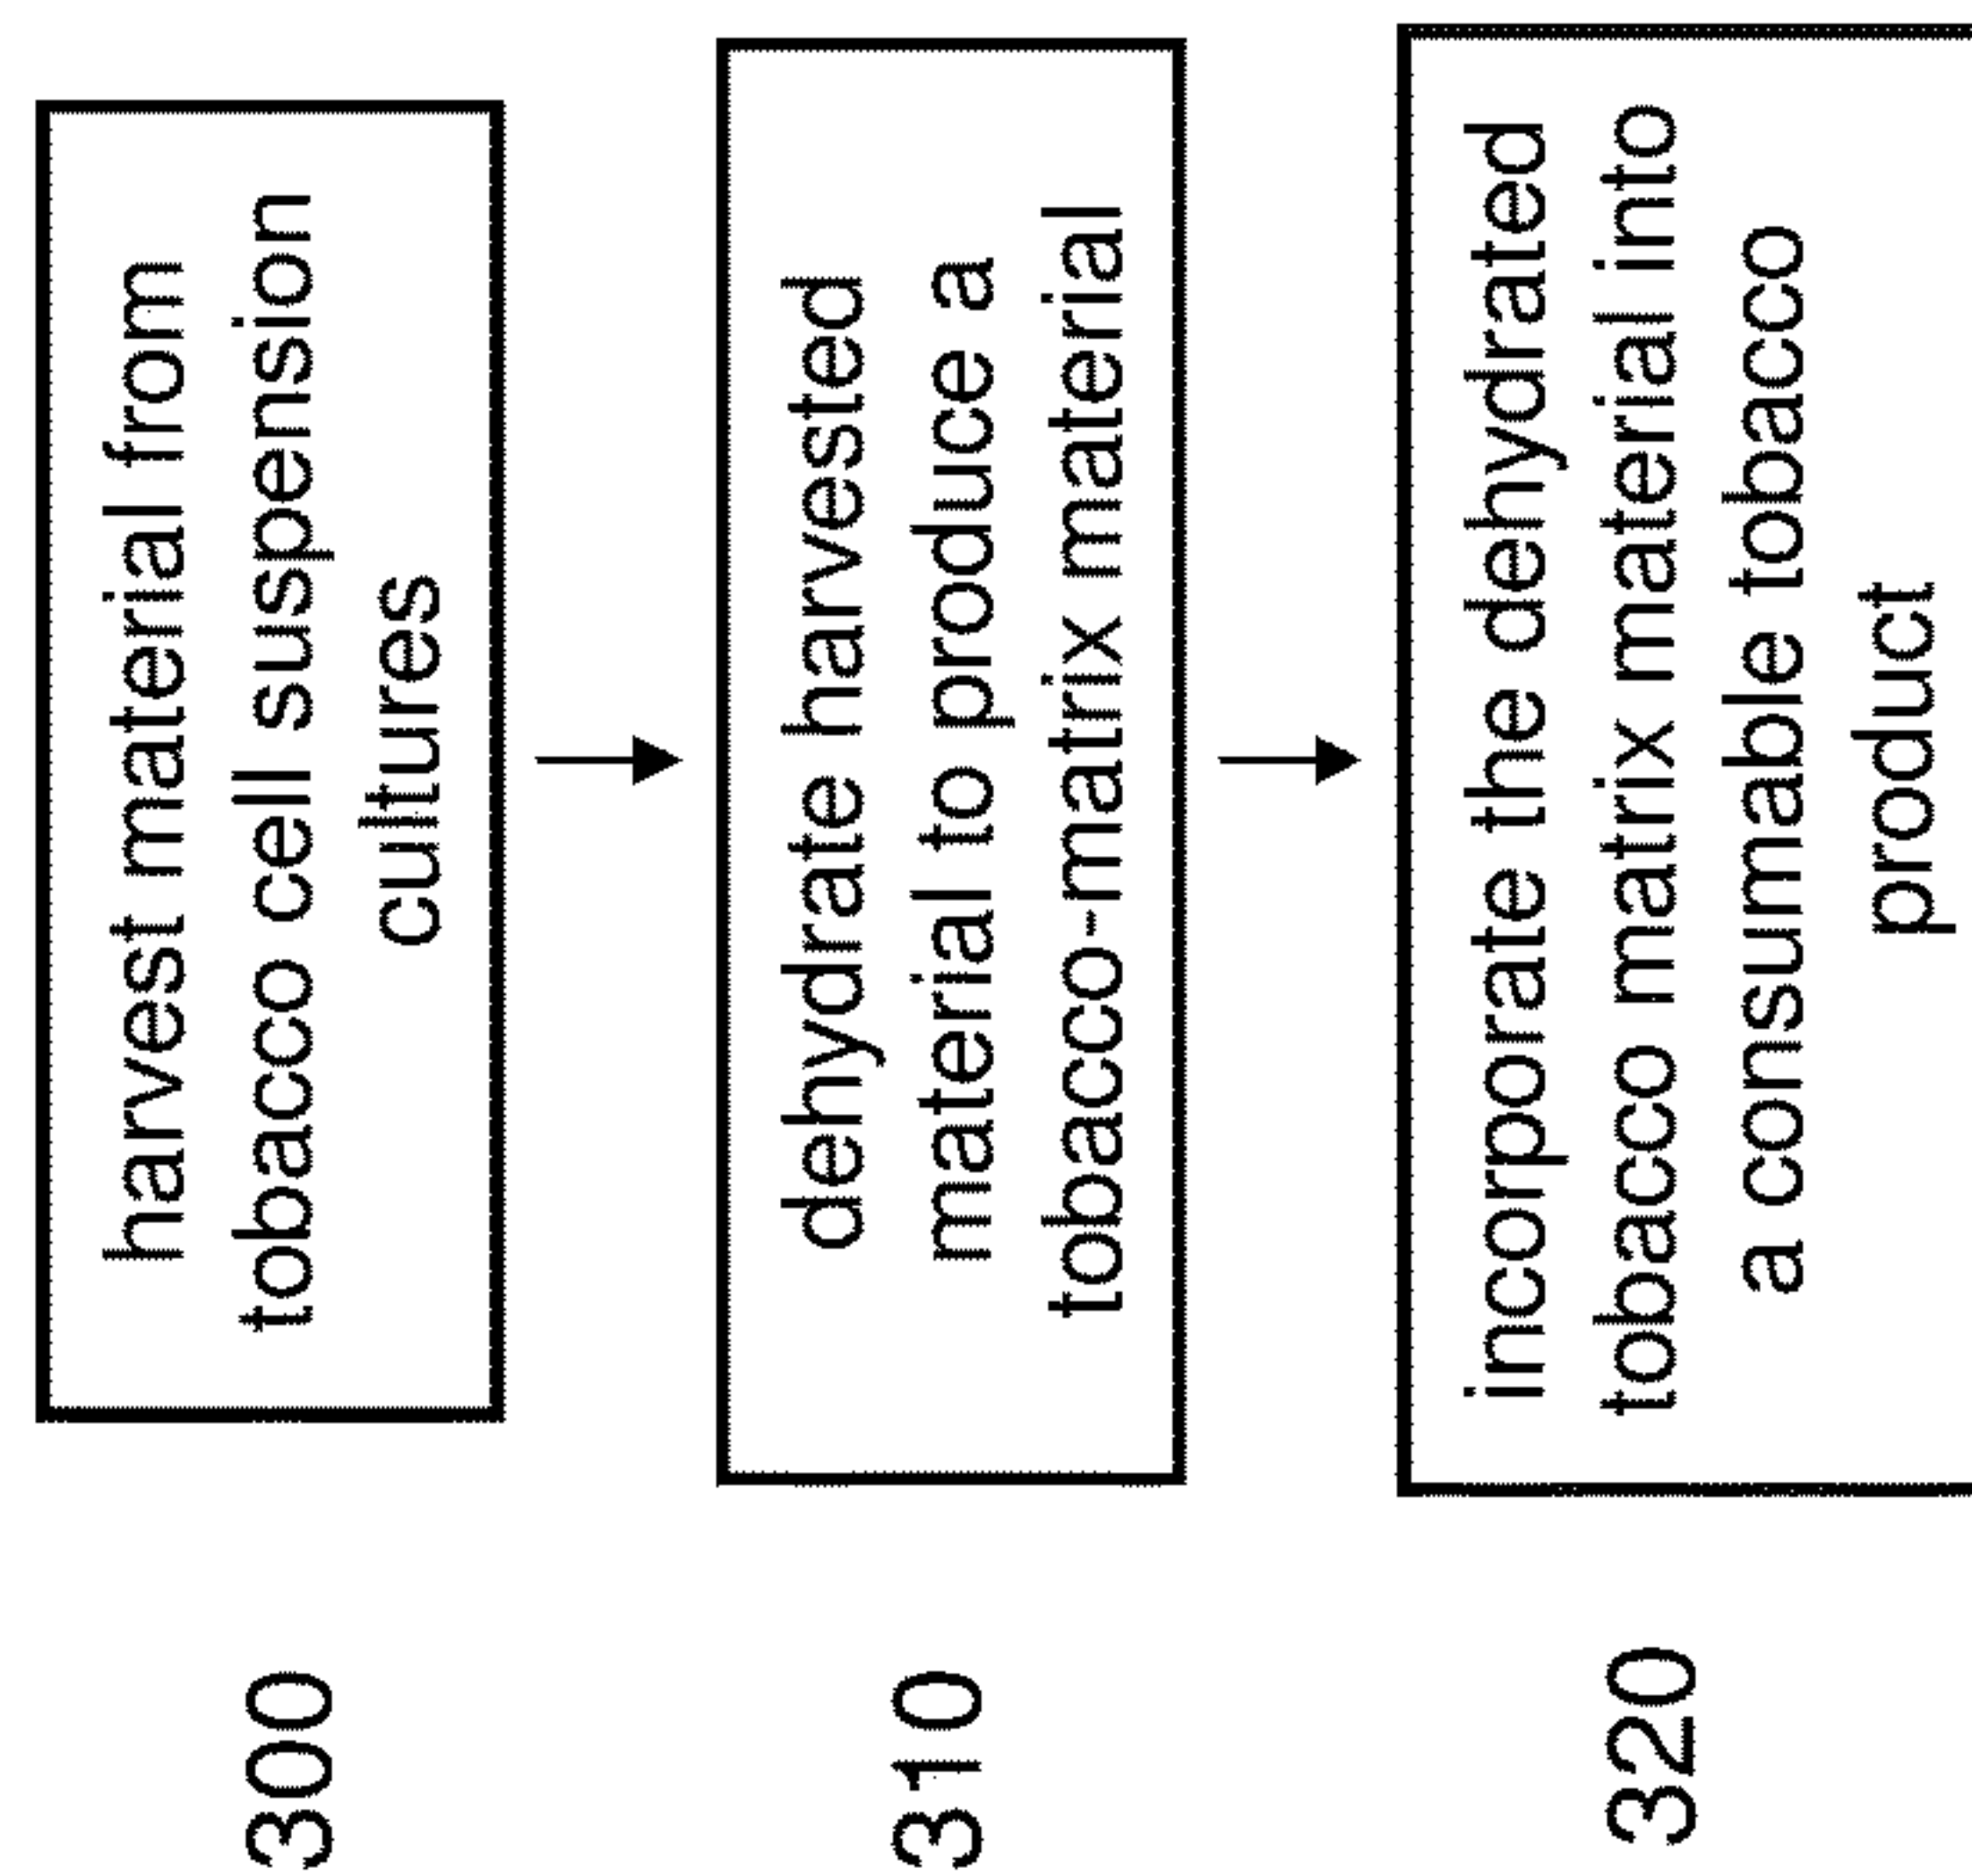 300
harvest material from
tobacco cell suspension
cultures
310
dehydrate harvested
material to produce a
tobacco-matrix material
320
incorporate the dehydrated
tobacco matrix material into
a consumable tobacco
product